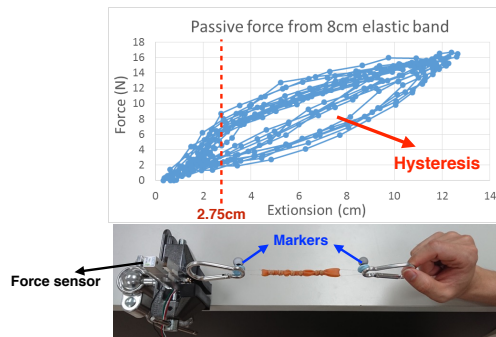 Passive force from 8cm elastic band
Force (N)
18
16
14
12
10
8
6
4
2
0
0 2 4 6 8 10 12 14
2.75cm
Extionsion (cm)
Hysteresis
Markers
Force sensor